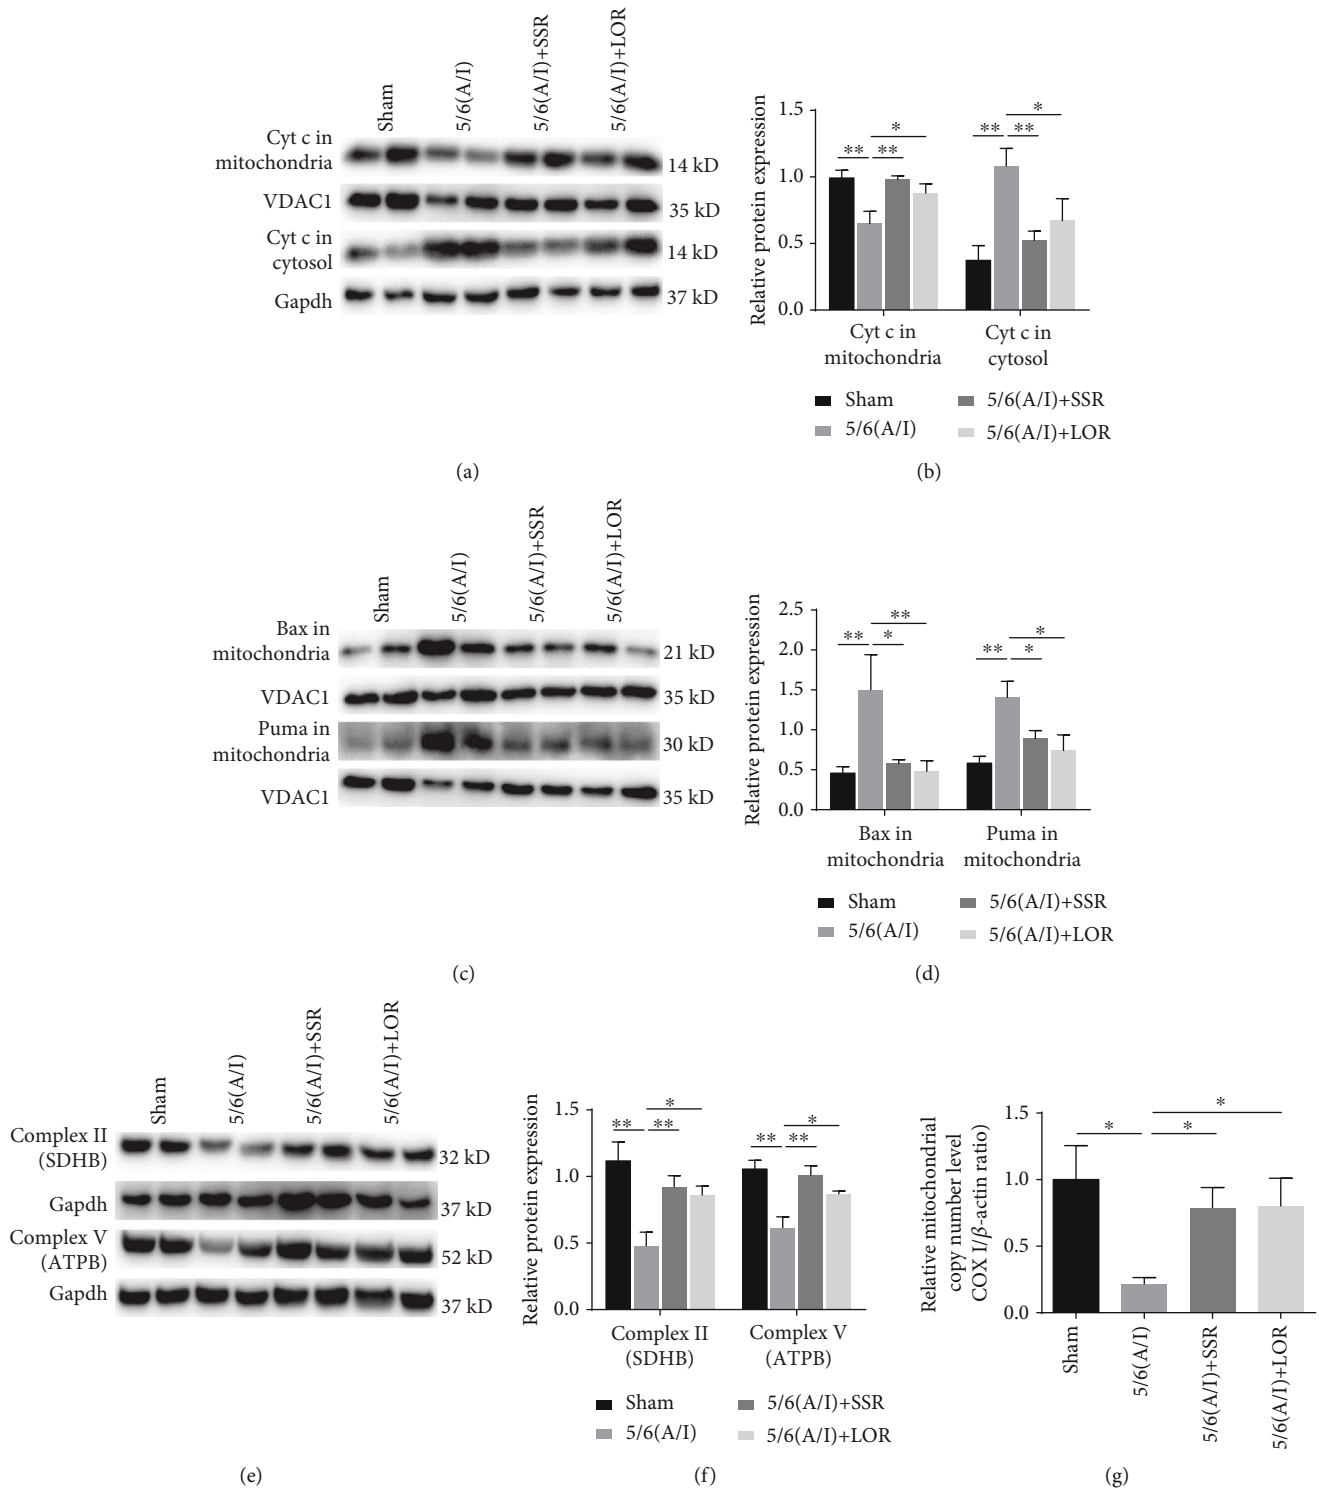 Sham
5/6(A/I)
5/6(A/I)+SSR
5/6(A/I)+LOR
Cyt c in
mitochondria
14 kD
VDAC1
35 kD
Cyt c in
cytosol
14 kD
Gapdh
37 kD
(a)
Relative protein expression
1.5
1.0
0.5
0.0
** ** *
** ** *
Cyt c in
mitochondria
Cyt c in
cytosol
Sham
5/6(A/I)
5/6(A/I)+SSR
5/6(A/I)+LOR
(b)
Sham
5/6(A/I)
5/6(A/I)+SSR
5/6(A/I)+LOR
Bax in
mitochondria
21 kD
VDAC1
35 kD
Puma in
mitochondria
30 kD
VDAC1
35 kD
(c)
Relative protein expression
2.5
2.0
1.5
1.0
0.5
0.0
** * **
** * *
Bax in
mitochondria
Puma in
mitochondria
Sham
5/6(A/I)
5/6(A/I)+SSR
5/6(A/I)+LOR
(d)
Sham
5/6(A/I)
5/6(A/I)+SSR
5/6(A/I)+LOR
Complex II
(SDHB)
32 kD
Gapdh
37 kD
Complex V
(ATPB)
52 kD
Gapdh
37 kD
(e)
Relative protein expression
1.5
1.0
0.5
0.0
** ** *
** ** *
Complex II
(SDHB)
Complex V
(ATPB)
Sham
5/6(A/I)
5/6(A/I)+SSR
5/6(A/I)+LOR
(f)
Relative mitochondrial
copy number level
COX I/β-actin ratio)
1.5
1.0
0.5
0.0
* * *
Sham
5/6(A/I)
5/6(A/I)+SSR
5/6(A/I)+LOR
(g)